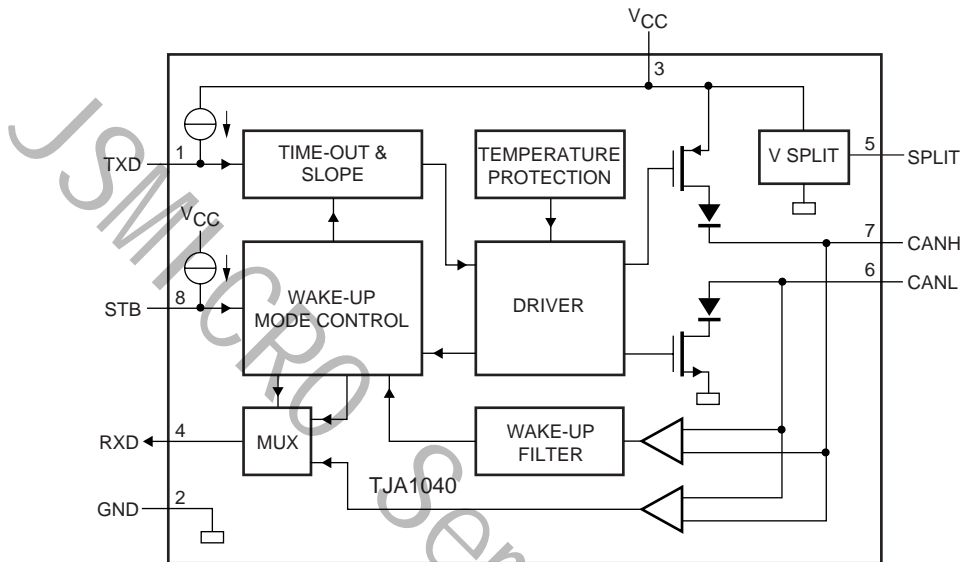 VCC
3
TXD
1
TIME-OUT &
SLOPE
TEMPERATURE
PROTECTION
V SPLIT
5
SPLIT
VCC
7
CANH
STB
8
WAKE-UP
MODE CONTROL
DRIVER
6
CANL
RXD
4
MUX
WAKE-UP
FILTER
TJA1040
GND
2
JSMICRO